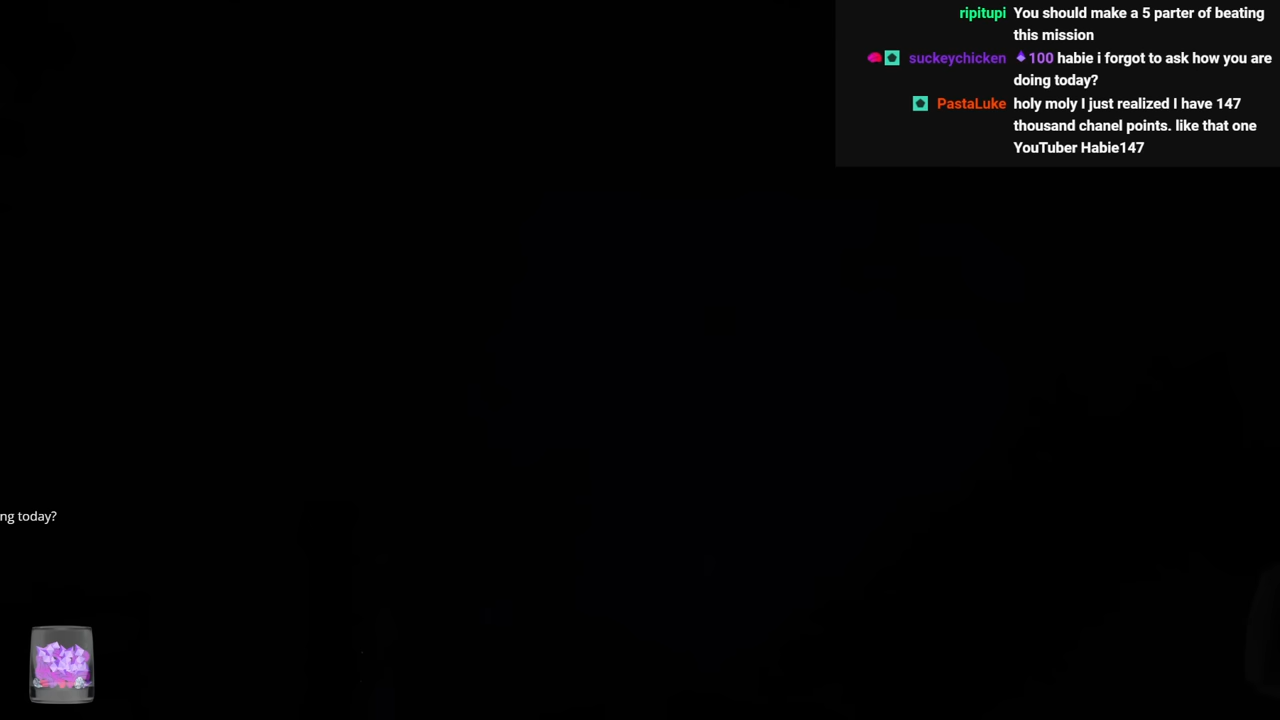 ripitupi You should make a 5 parter of beating
this mission
suckeychicken 100 habie i forgot to ask how you are
doing today?
PastaLuke holy moly I just realized I have 147
thousand chanel points. like that one
YouTuber Habie147
ng today?